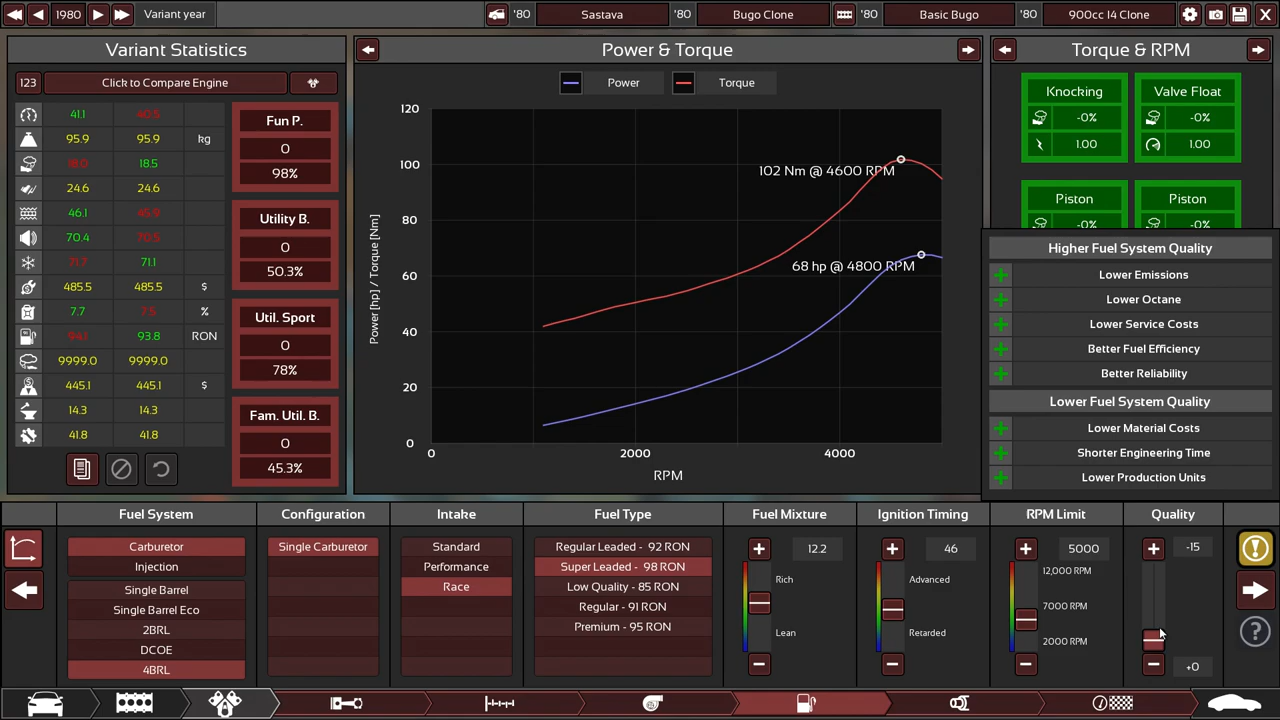 1980 Variant year '80 Sastava '80 Bugo Clone '80 Basic Bugo '80 900cc I4 Clone
Variant Statistics
123 Click to Compare Engine
41.1 40.5
95.9 95.9 kg
18.0 18.5
24.6 24.6
46.1 45.9
70.4 70.5
71.7 71.1
485.5 485.5 $
7.7 7.5 %
94.1 93.8 RON
9999.0 9999.0
445.1 445.1 $
14.3 14.3
41.8 41.8
Fun P.
0
98%
Utility B.
0
50.3%
Util. Sport
0
78%
Fam. Util. B.
0
45.3%
Power & Torque
Power Torque
120
100
80
60
40
20
0
Power [hp] / Torque [Nm]
102 Nm @ 4600 RPM
68 hp @ 4800 RPM
0 2000 4000
RPM
Torque & RPM
Knocking
-0%
1.00
Valve Float
-0%
1.00
Piston
-0%
Piston
-0%
Higher Fuel System Quality
Lower Emissions
Lower Octane
Lower Service Costs
Better Fuel Efficiency
Better Reliability
Lower Fuel System Quality
Lower Material Costs
Shorter Engineering Time
Lower Production Units
Fuel System
Carburetor
Injection
Single Barrel
Single Barrel Eco
2BRL
DCOE
4BRL
Configuration
Single Carburetor
Intake
Standard
Performance
Race
Fuel Type
Regular Leaded - 92 RON
Super Leaded - 98 RON
Low Quality - 85 RON
Regular - 91 RON
Premium - 95 RON
Fuel Mixture
12.2
Rich
Lean
Ignition Timing
46
Advanced
Retarded
RPM Limit
5000
12,000 RPM
7000 RPM
2000 RPM
Quality
-15
+0